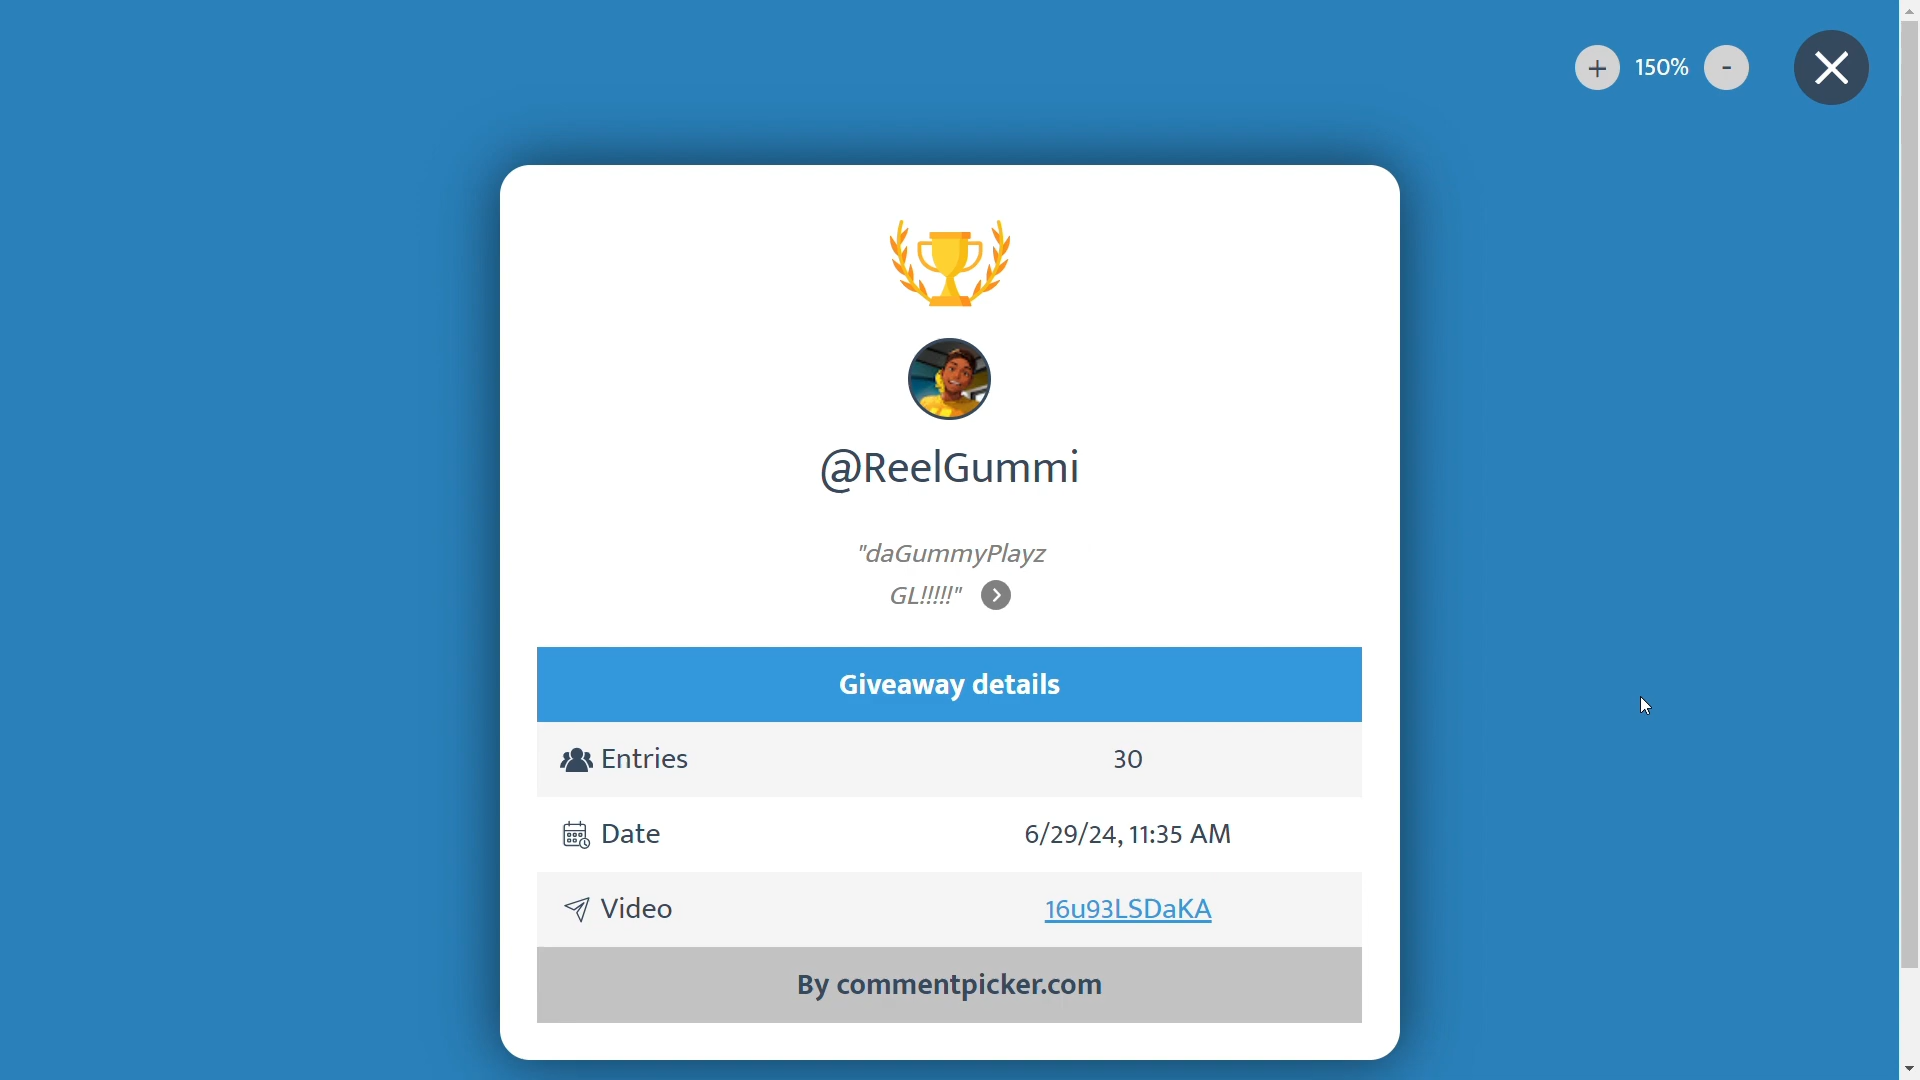 + 150% -
@ReelGummi
"daGummyPlayz
GL!!!!!"
Giveaway details
Entries 30
Date 6/29/24, 11:35 AM
Video 16u93LSDaKA
By commentpicker.com